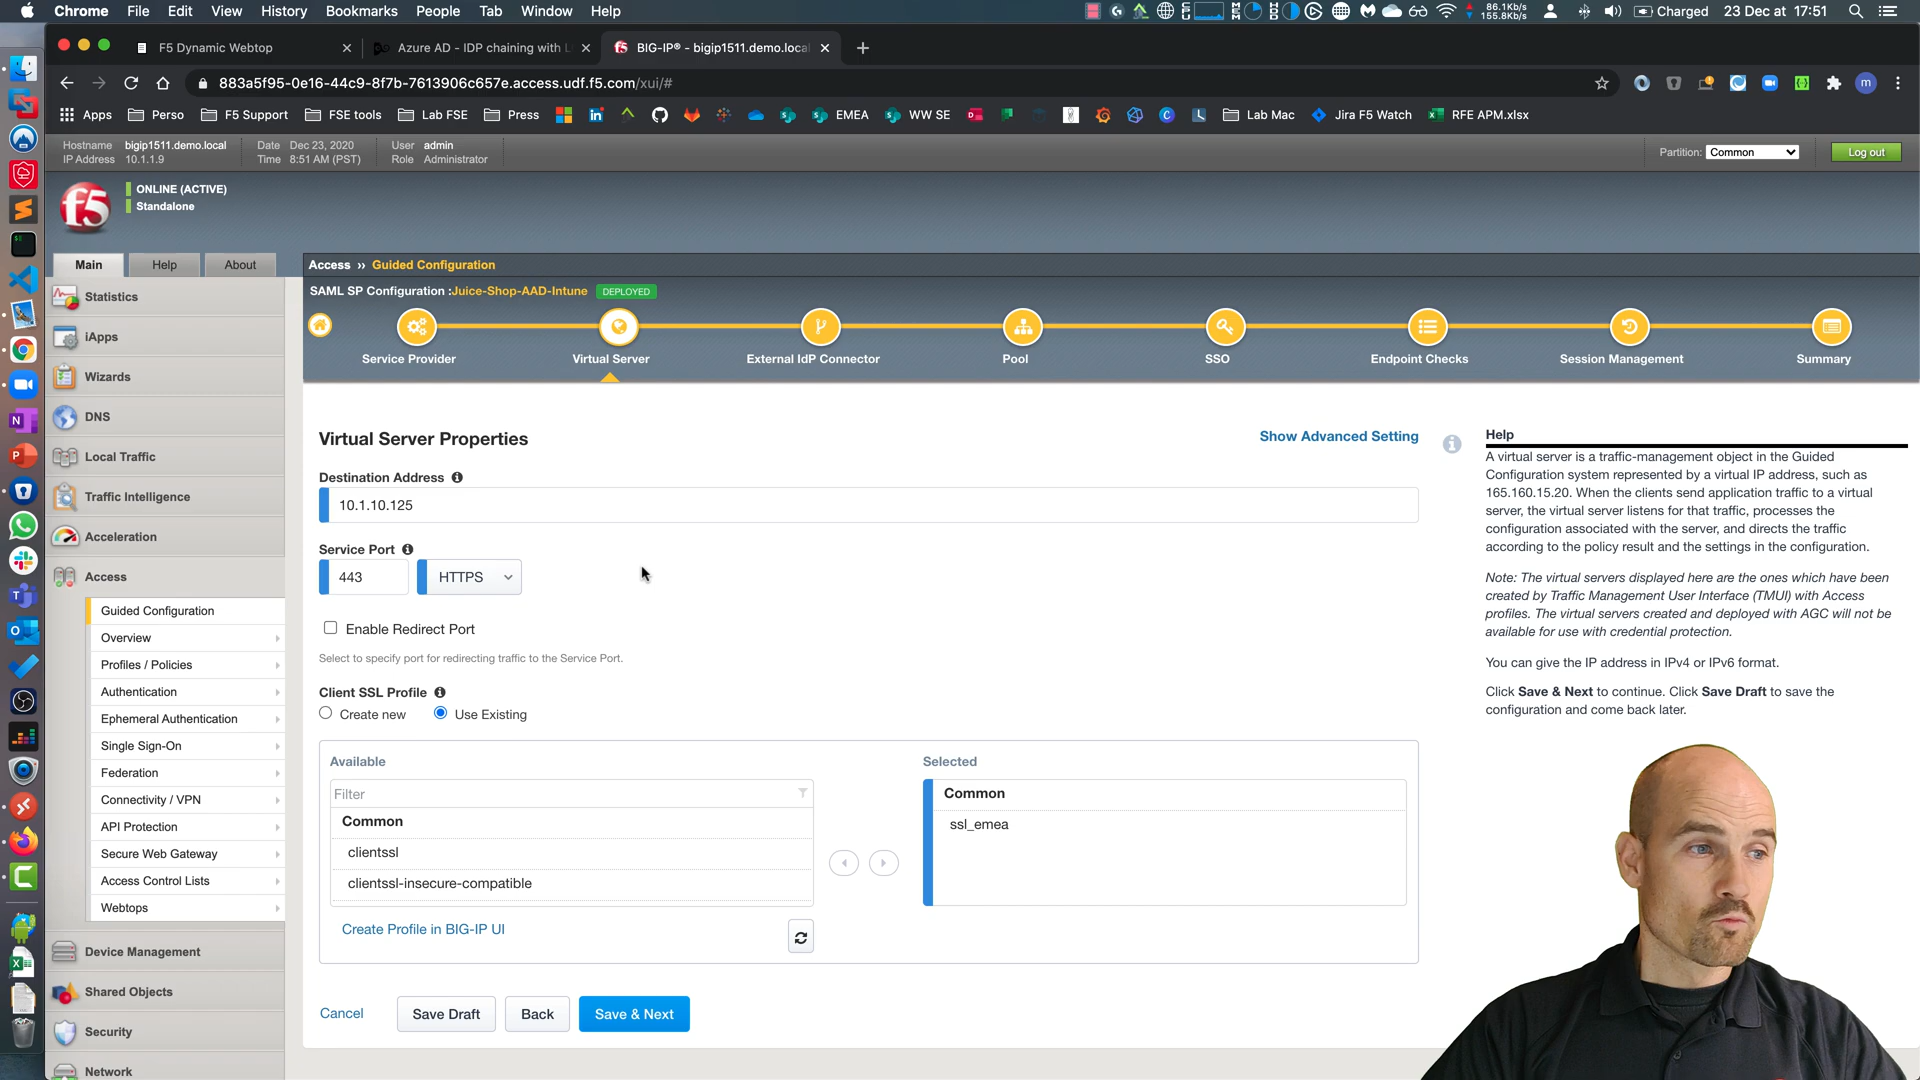 Chrome File Edit View History Bookmarks People Tab Window Help
86.1Kb/s
155.8Kb/s
Charged 23 Dec at 17:51
F5 Dynamic Webtop
Azure AD - IDP chaining with
BIG-IP® - bigip1511.demo.loca
883a5f95-0e16-44c9-8f7b-7613906c657e.access.udf.f5.com/xui/#
m
Apps Perso F5 Support FSE tools Lab FSE Press EMEA WW SE Lab Mac Jira F5 Watch RFE APM.xlsx
Hostname bigip1511.demo.local Date Dec 23, 2020 User admin
IP Address 10.1.1.9 Time 8:51 AM (PST) Role Administrator
Partition: Common Log out
f5
ONLINE (ACTIVE)
Standalone
Main Help About
Access » Guided Configuration
SAML SP Configuration :Juice-Shop-AAD-Intune DEPLOYED
Service Provider Virtual Server External IdP Connector Pool SSO Endpoint Checks Session Management Summary
Statistics
iApps
Wizards
DNS
Local Traffic
Traffic Intelligence
Acceleration
Access
Guided Configuration
Overview
Profiles / Policies
Authentication
Ephemeral Authentication
Single Sign-On
Federation
Connectivity / VPN
API Protection
Secure Web Gateway
Access Control Lists
Webtops
Device Management
Shared Objects
Security
Network
Virtual Server Properties
Show Advanced Setting
Destination Address
10.1.10.125
Service Port
443 HTTPS
Enable Redirect Port
Select to specify port for redirecting traffic to the Service Port.
Client SSL Profile
Create new Use Existing
Available
Filter
Common
clientssl
clientssl-insecure-compatible
Create Profile in BIG-IP UI
Selected
Common
ssl_emea
Cancel Save Draft Back Save & Next
Help
A virtual server is a traffic-management object in the Guided
Configuration system represented by a virtual IP address, such as
165.160.15.20. When the clients send application traffic to a virtual
server, the virtual server listens for that traffic, processes the
configuration associated with the server, and directs the traffic
according to the policy result and the settings in the configuration.
Note: The virtual servers displayed here are the ones which have been
created by Traffic Management User Interface (TMUI) with Access
profiles. The virtual servers created and deployed with AGC will not be
available for use with credential protection.
You can give the IP address in IPv4 or IPv6 format.
Click Save & Next to continue. Click Save Draft to save the
configuration and come back later.